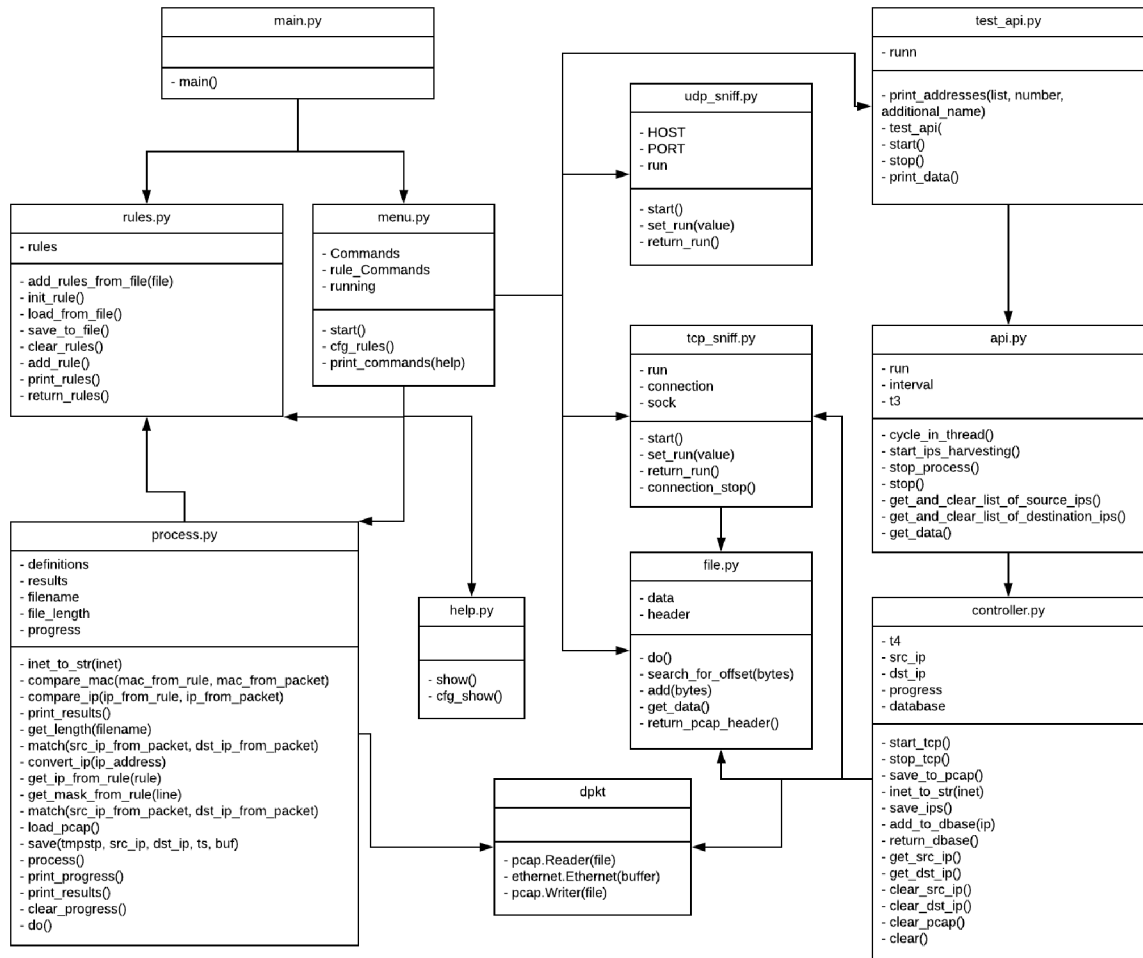 main.py
- main()
test_api.py
- runn
- print_addresses(list, number,
additional_name)
- test_api(
- start()
- stop()
- print_data()
udp_sniff.py
- HOST
- PORT
- run
- start()
- set_run(value)
- return_run()
rules.py
- rules
- add_rules_from_file(file)
- init_rule()
- load_from_file()
- save_to_file()
- clear_rules()
- add_rule()
- print_rules()
- return_rules()
menu.py
- Commands
- rule_Commands
- running
- start()
- cfg_rules()
- print_commands(help)
tcp_sniff.py
- run
- connection
- sock
- start()
- set_run(value)
- return_run()
- connection_stop()
api.py
- run
- interval
- t3
- cycle_in_thread()
- start_ips_harvesting()
- stop_process()
- stop()
- get_and_clear_list_of_source_ips()
- get_and_clear_list_of_destination_ips()
- get_data()
process.py
- definitions
- results
- filename
- file_length
- progress
- inet_to_str(inet)
- compare_mac(mac_from_rule, mac_from_packet)
- compare_ip(ip_from_rule, ip_from_packet)
- print_results()
- get_length(filename)
- match(src_ip_from_packet, dst_ip_from_packet)
- convert_ip(ip_address)
- get_ip_from_rule(rule)
- get_mask_from_rule(line)
- match(src_ip_from_packet, dst_ip_from_packet)
- load_pcap()
- save(tmpstp, src_ip, dst_ip, ts, buf)
- process()
- print_progress()
- print_results()
- clear_progress()
- do()
help.py
- show()
- cfg_show()
file.py
- data
- header
- do()
- search_for_offset(bytes)
- add(bytes)
- get_data()
- return_pcap_header()
controller.py
- t4
- src_ip
- dst_ip
- progress
- database
- start_tcp()
- stop_tcp()
- save_to_pcap()
- inet_to_str(inet)
- save_ips()
- add_to_dbase(ip)
- return_dbase()
- get_src_ip()
- get_dst_ip()
- clear_src_ip()
- clear_dst_ip()
- clear_pcap()
- clear()
dpkt
- pcap.Reader(file)
- ethernet.Ethernet(buffer)
- pcap.Writer(file)